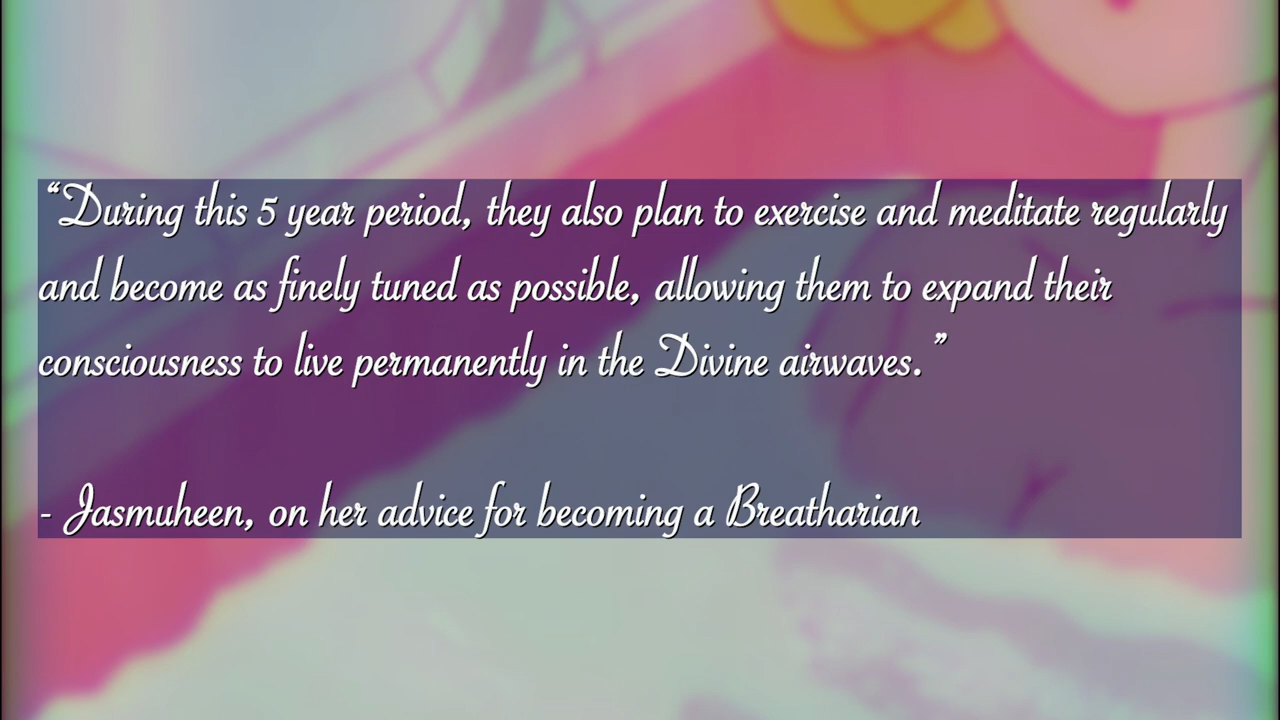 “During this 5 year period, they also plan to exercise and meditate regularly
and become as finely tuned as possible, allowing them to expand their
consciousness to live permanently in the Divine airwaves. ”
- Jasmuheen, on her advice for becoming a Breatharian